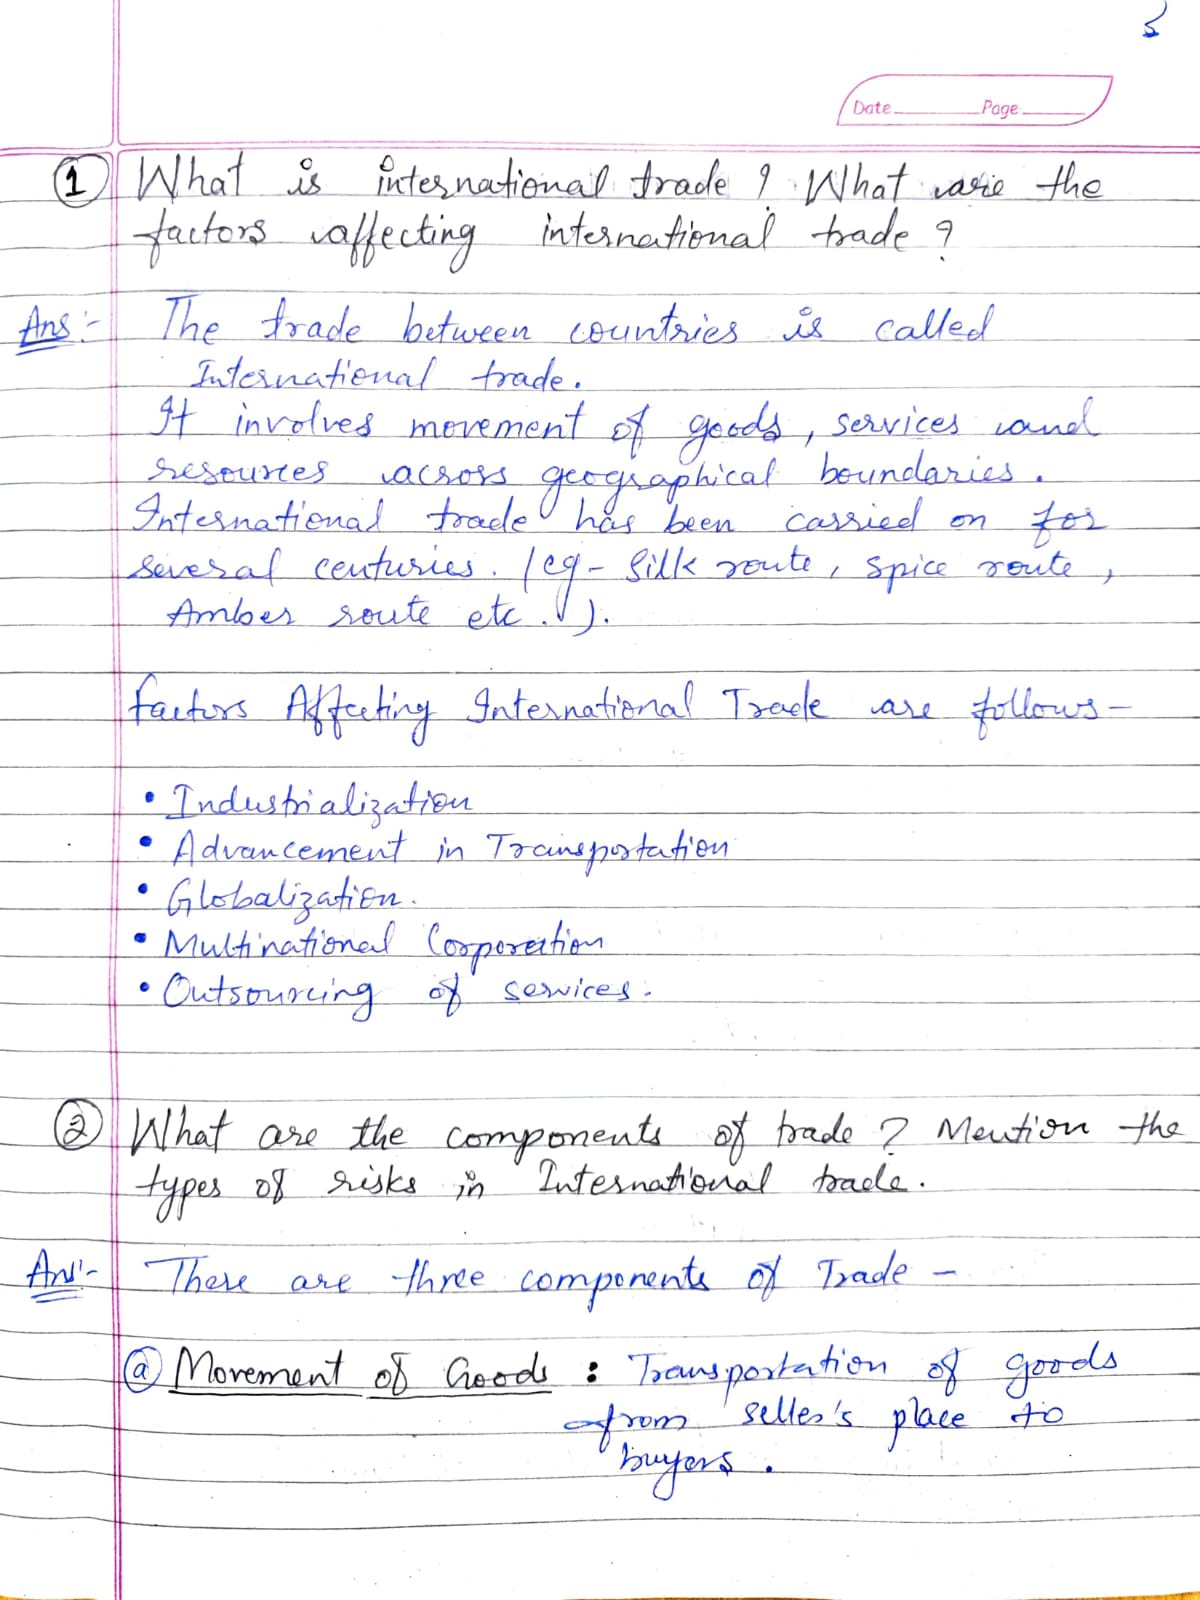 Date Page
① What is international trade? What are the
factors affecting international trade?
Ans:- The trade between countries is called
International trade.
It involves movement of goods, services and
resources across geographical boundaries.
International trade has been carried on for
several centuries. (eg- Silk route, Spice route,
Amber route etc.).
Factors Affecting International Trade are follows-
• Industrialization
• Advancement in Transportation
• Globalization.
• Multinational Corporation
• Outsourcing of services.
② What are the components of trade? Mention the
types of risks in International trade.
Ans:- There are three components of Trade -
ⓐ Movement of Goods : Transportation of goods
from seller's place to
buyers.